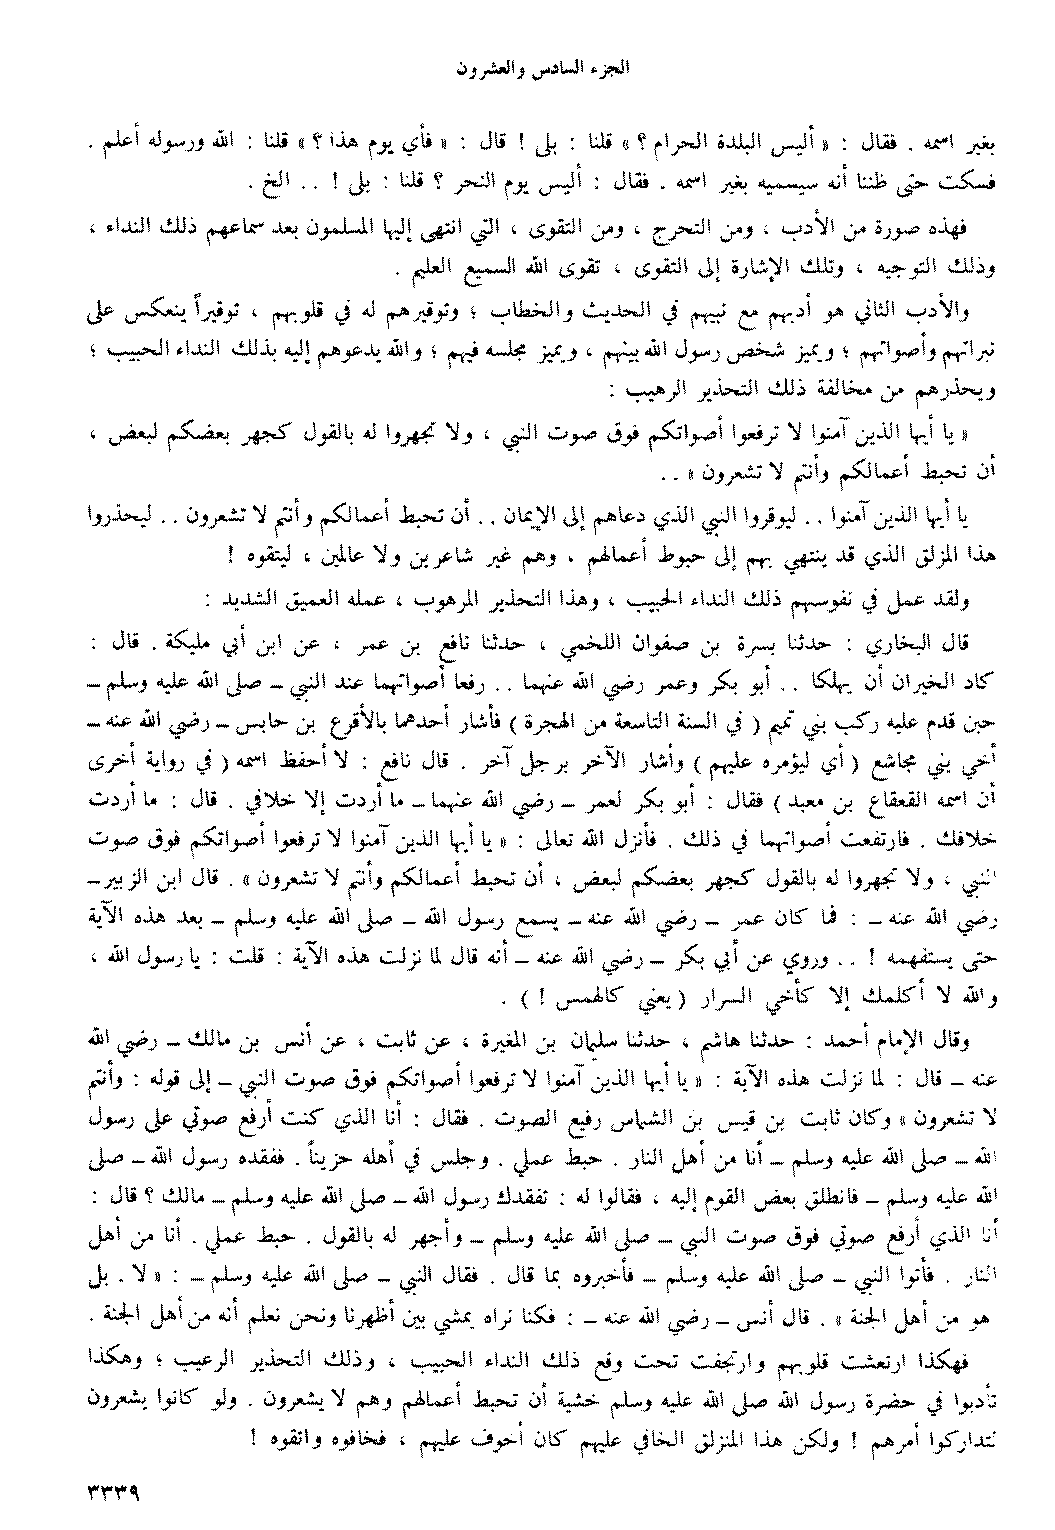 الجزء السادس والعشرون
بغير اسمه . فقال : « أليس البلدة الحرام ؟ » قلنا : بلى ! قال : « فأي يوم هذا ؟ » قلنا : الله ورسوله أعلم .
فسكت حتى ظننا أنه سيسميه بغير اسمه . فقال : أليس يوم النحر ؟ قلنا : بلى ! . . الخ .
فهذه صورة من الأدب ، ومن التحرج ، ومن التقوى ، التي انتهى إليها المسلمون بعد سماعهم ذلك النداء ،
وذلك التوجيه ، وتلك الإشارة إلى التقوى ، تقوى الله السميع العليم .
والأدب الثاني هو أدبهم مع نبيهم في الحديث والخطاب ؛ وتوقيرهم له في قلوبهم ، توقيراً ينعكس على
نبراتهم وأصواتهم ؛ ويميز شخص رسول الله بينهم ، ويميز مجلسه فيهم ؛ والله يدعوهم إليه بذلك النداء الحبيب ؛
ويحذرهم من مخالفة ذلك التحذير الرهيب :
« يا أيها الذين آمنوا لا ترفعوا أصواتكم فوق صوت النبي ، ولا تجهروا له بالقول كجهر بعضكم لبعض ،
أن تحبط أعمالكم وأنتم لا تشعرون » . .
يا أيها الذين آمنوا . . ليوقروا النبي الذي دعاهم إلى الإيمان . . أن تحبط أعمالكم وأنتم لا تشعرون . . ليحذروا
هذا المزلق الذي قد ينتهي بهم إلى حبوط أعمالهم ، وهم غير شاعرين ولا عالمين ، ليتقوه !
ولقد عمل في نفوسهم ذلك النداء الحبيب ، وهذا التحذير المرهوب ، عمله العميق الشديد :
قال البخاري : حدثنا بسرة بن صفوان اللخمي ، حدثنا نافع بن عمر ، عن ابن أبي مليكة . قال :
كاد الخيران أن يهلكا . . أبو بكر وعمر رضي الله عنهما . . رفعا أصواتهما عند النبي – صلى الله عليه وسلم –
حين قدم عليه ركب بني تميم ( في السنة التاسعة من الهجرة ) فأشار أحدهما بالأقرع بن حابس – رضي الله عنه –
أخي بني مجاشع ( أي ليؤمره عليهم ) وأشار الآخر برجل آخر . قال نافع : لا أحفظ اسمه ( في رواية أخرى
أن اسمه القعقاع بن معبد ) فقال : أبو بكر لعمر – رضي الله عنهما – ما أردت إلا خلافي . قال : ما أردت
خلافك . فارتفعت أصواتهما في ذلك . فأنزل الله تعالى : « يا أيها الذين آمنوا لا ترفعوا أصواتكم فوق صوت
النبي ، ولا تجهروا له بالقول كجهر بعضكم لبعض ، أن تحبط أعمالكم وأنتم لا تشعرون » . قال ابن الزبير –
رضي الله عنه – : فما كان عمر – رضي الله عنه – يسمع رسول الله – صلى الله عليه وسلم – بعد هذه الآية
حتى يستفهمه ! . . وروي عن أبي بكر – رضي الله عنه – أنه قال لما نزلت هذه الآية : قلت : يا رسول الله ،
والله لا أكلمك إلا كأخي السرار ( يعني كالهمس ! ) .
وقال الإمام أحمد : حدثنا هاشم ، حدثنا سليمان بن المغيرة ، عن ثابت ، عن أنس بن مالك – رضي الله
عنه – قال : لما نزلت هذه الآية : « يا أيها الذين آمنوا لا ترفعوا أصواتكم فوق صوت النبي – إلى قوله : وأنتم
لا تشعرون » وكان ثابت بن قيس بن الشماس رفيع الصوت . فقال : أنا الذي كنت أرفع صوتي على رسول
الله – صلى الله عليه وسلم – أنا من أهل النار . حبط عملي . وجلس في أهله حزيناً . ففقده رسول الله – صلى
الله عليه وسلم – فانطلق بعض القوم إليه ، فقالوا له : تفقدك رسول الله – صلى الله عليه وسلم – مالك ؟ قال :
أنا الذي أرفع صوتي فوق صوت النبي – صلى الله عليه وسلم – وأجهر له بالقول . حبط عملي . أنا من أهل
النار . فأتوا النبي – صلى الله عليه وسلم – فأخبروه بما قال . فقال النبي – صلى الله عليه وسلم – : « لا . بل
هو من أهل الجنة » . قال أنس – رضي الله عنه – : فكنا نراه يمشي بين أظهرنا ونحن نعلم أنه من أهل الجنة .
فهكذا ارتعشت قلوبهم وارتجفت تحت وقع ذلك النداء الحبيب ، وذلك التحذير الرعيب ؛ وهكذا
تأدبوا في حضرة رسول الله صلى الله عليه وسلم خشية أن تحبط أعمالهم وهم لا يشعرون . ولو كانوا يشعرون
لتداركوا أمرهم ! ولكن هذا المنزلق الخافي عليهم كان أخوف عليهم ، فخافوه واتقوه !
٣٣٣٩